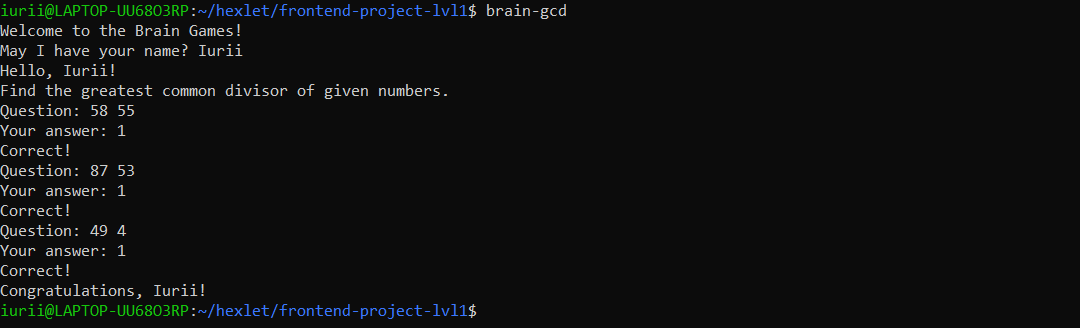 iurii@LAPTOP-UU68O3RP:~/hexlet/frontend-project-lvl1$ brain-gcd
Welcome to the Brain Games!
May I have your name? Iurii
Hello, Iurii!
Find the greatest common divisor of given numbers.
Question: 58 55
Your answer: 1
Correct!
Question: 87 53
Your answer: 1
Correct!
Question: 49 4
Your answer: 1
Correct!
Congratulations, Iurii!
iurii@LAPTOP-UU68O3RP:~/hexlet/frontend-project-lvl1$